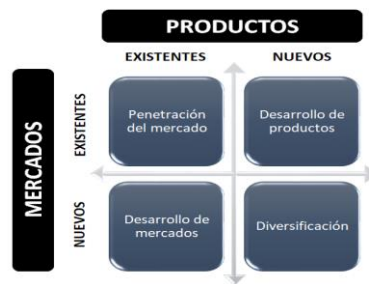 PRODUCTOS
EXISTENTES NUEVOS
MERCADOS
EXISTENTES
Penetración
del mercado
Desarrollo de
productos
NUEVOS
Desarrollo de
mercados
Diversificación